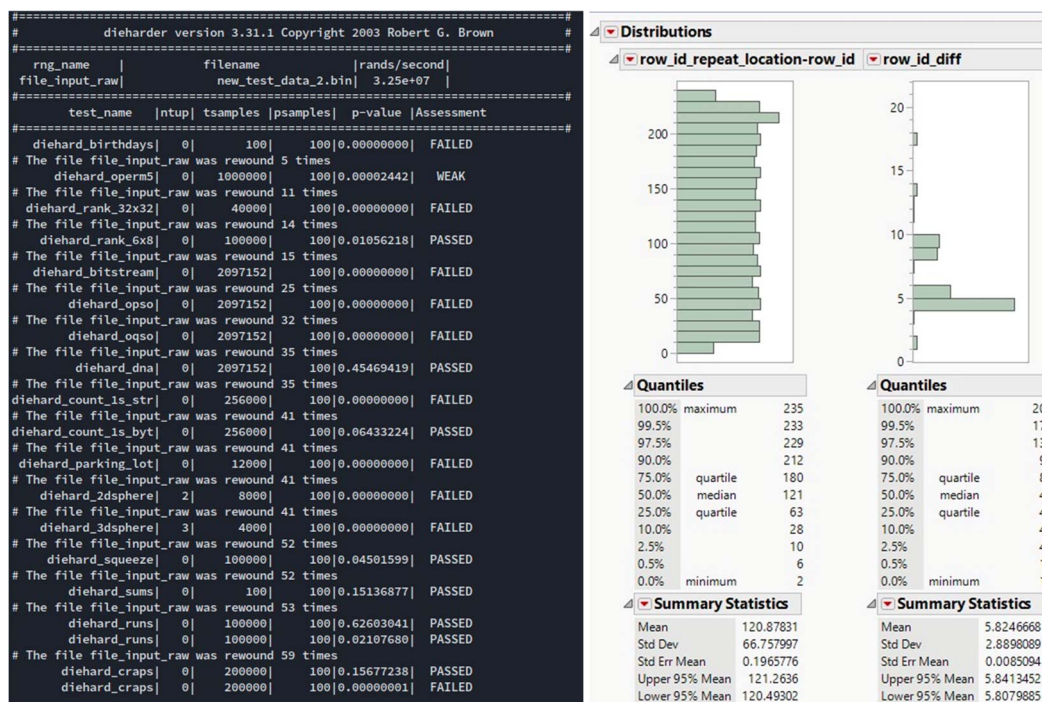 #=============================================================================#
# dieharder version 3.31.1 Copyright 2003 Robert G. Brown #
#=============================================================================#
rng_name | filename |rands/second|
file_input_raw| new_test_data_2.bin| 3.25e+07 |
#=============================================================================#
test_name |ntup| tsamples |psamples| p-value |Assessment
#=============================================================================#
diehard_birthdays| 0| 100| 100|0.00000000| FAILED
# The file file_input_raw was rewound 5 times
diehard_operm5| 0| 1000000| 100|0.00002442| WEAK
# The file file_input_raw was rewound 11 times
diehard_rank_32x32| 0| 40000| 100|0.00000000| FAILED
# The file file_input_raw was rewound 14 times
diehard_rank_6x8| 0| 100000| 100|0.01056218| PASSED
# The file file_input_raw was rewound 15 times
diehard_bitstream| 0| 2097152| 100|0.00000000| FAILED
# The file file_input_raw was rewound 25 times
diehard_opso| 0| 2097152| 100|0.00000000| FAILED
# The file file_input_raw was rewound 32 times
diehard_oqso| 0| 2097152| 100|0.00000000| FAILED
# The file file_input_raw was rewound 35 times
diehard_dna| 0| 2097152| 100|0.45469419| PASSED
# The file file_input_raw was rewound 35 times
diehard_count_1s_str| 0| 256000| 100|0.00000000| FAILED
# The file file_input_raw was rewound 41 times
diehard_count_1s_byt| 0| 256000| 100|0.06433224| PASSED
# The file file_input_raw was rewound 41 times
diehard_parking_lot| 0| 12000| 100|0.00000000| FAILED
# The file file_input_raw was rewound 41 times
diehard_2dsphere| 2| 8000| 100|0.00000000| FAILED
# The file file_input_raw was rewound 41 times
diehard_3dsphere| 3| 4000| 100|0.00000000| FAILED
# The file file_input_raw was rewound 52 times
diehard_squeeze| 0| 100000| 100|0.04501599| PASSED
# The file file_input_raw was rewound 52 times
diehard_sums| 0| 100| 100|0.15136877| PASSED
# The file file_input_raw was rewound 53 times
diehard_runs| 0| 100000| 100|0.62603041| PASSED
diehard_runs| 0| 100000| 100|0.02107680| PASSED
# The file file_input_raw was rewound 59 times
diehard_craps| 0| 200000| 100|0.15677238| PASSED
diehard_craps| 0| 200000| 100|0.00000001| FAILED
Distributions
row_id_repeat_location-row_id
200
150
100
50
0
Quantiles
100.0% maximum 235
99.5% 233
97.5% 229
90.0% 212
75.0% quartile 180
50.0% median 121
25.0% quartile 63
10.0% 28
2.5% 10
0.5% 6
0.0% minimum 2
Summary Statistics
Mean 120.87831
Std Dev 66.757997
Std Err Mean 0.1965776
Upper 95% Mean 121.2636
Lower 95% Mean 120.49302
row_id_diff
20
15
10
5
0
Quantiles
100.0% maximum 20
99.5% 17
97.5% 13
90.0% 9
75.0% quartile 8
50.0% median 4
25.0% quartile 4
10.0% 4
2.5% 4
0.5%
0.0% minimum
Summary Statistics
Mean 5.8246668
Std Dev 2.8898089
Std Err Mean 0.0085094
Upper 95% Mean 5.8413452
Lower 95% Mean 5.8079885